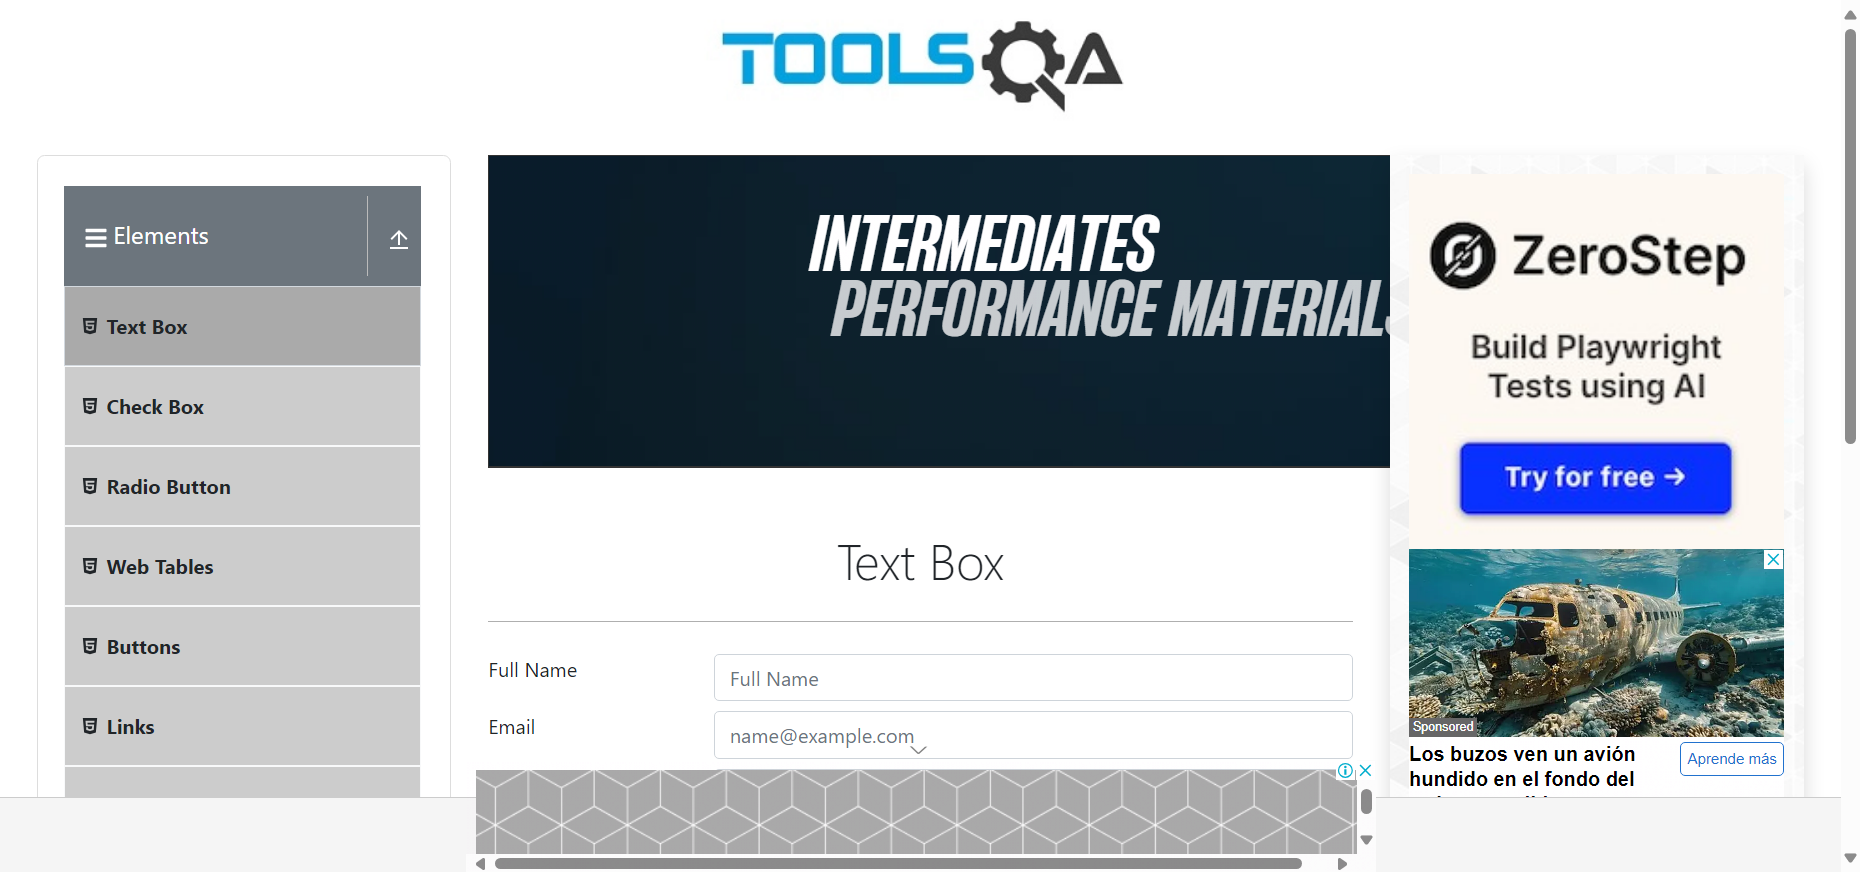 TOOLSQA
Elements
Text Box
Check Box
Radio Button
Web Tables
Buttons
Links
INTERMEDIATES
PERFORMANCE MATERIALS
Text Box
Full Name
Full Name
Email
name@example.com
ZeroStep
Build Playwright
Tests using AI
Try for free →
Sponsored
Los buzos ven un avión
hundido en el fondo del
Aprende más